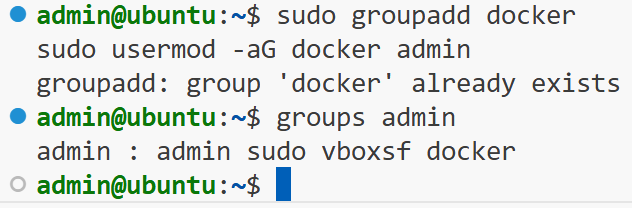 admin@ubuntu:~$ sudo groupadd docker
sudo usermod -aG docker admin
groupadd: group 'docker' already exists
admin@ubuntu:~$ groups admin
admin : admin sudo vboxsf docker
admin@ubuntu:~$